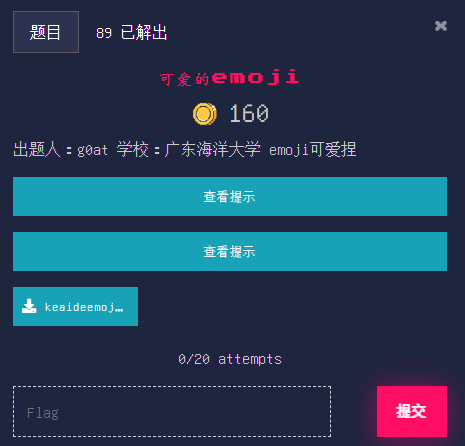 题目 89 已解出
可爱的emoji
160
出题人：g0at 学校：广东海洋大学 emoji可爱捏
查看提示
查看提示
keaideemoj…
0/20 attempts
Flag 提交